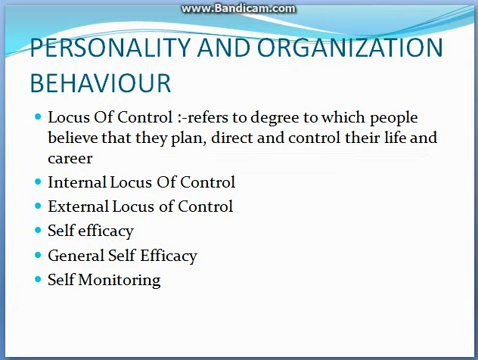 www.Bandicam.com
PERSONALITY AND ORGANIZATION
BEHAVIOUR
Locus Of Control :-refers to degree to which people
believe that they plan, direct and control their life and
career
Internal Locus Of Control
External Locus of Control
Self efficacy
General Self Efficacy
Self Monitoring